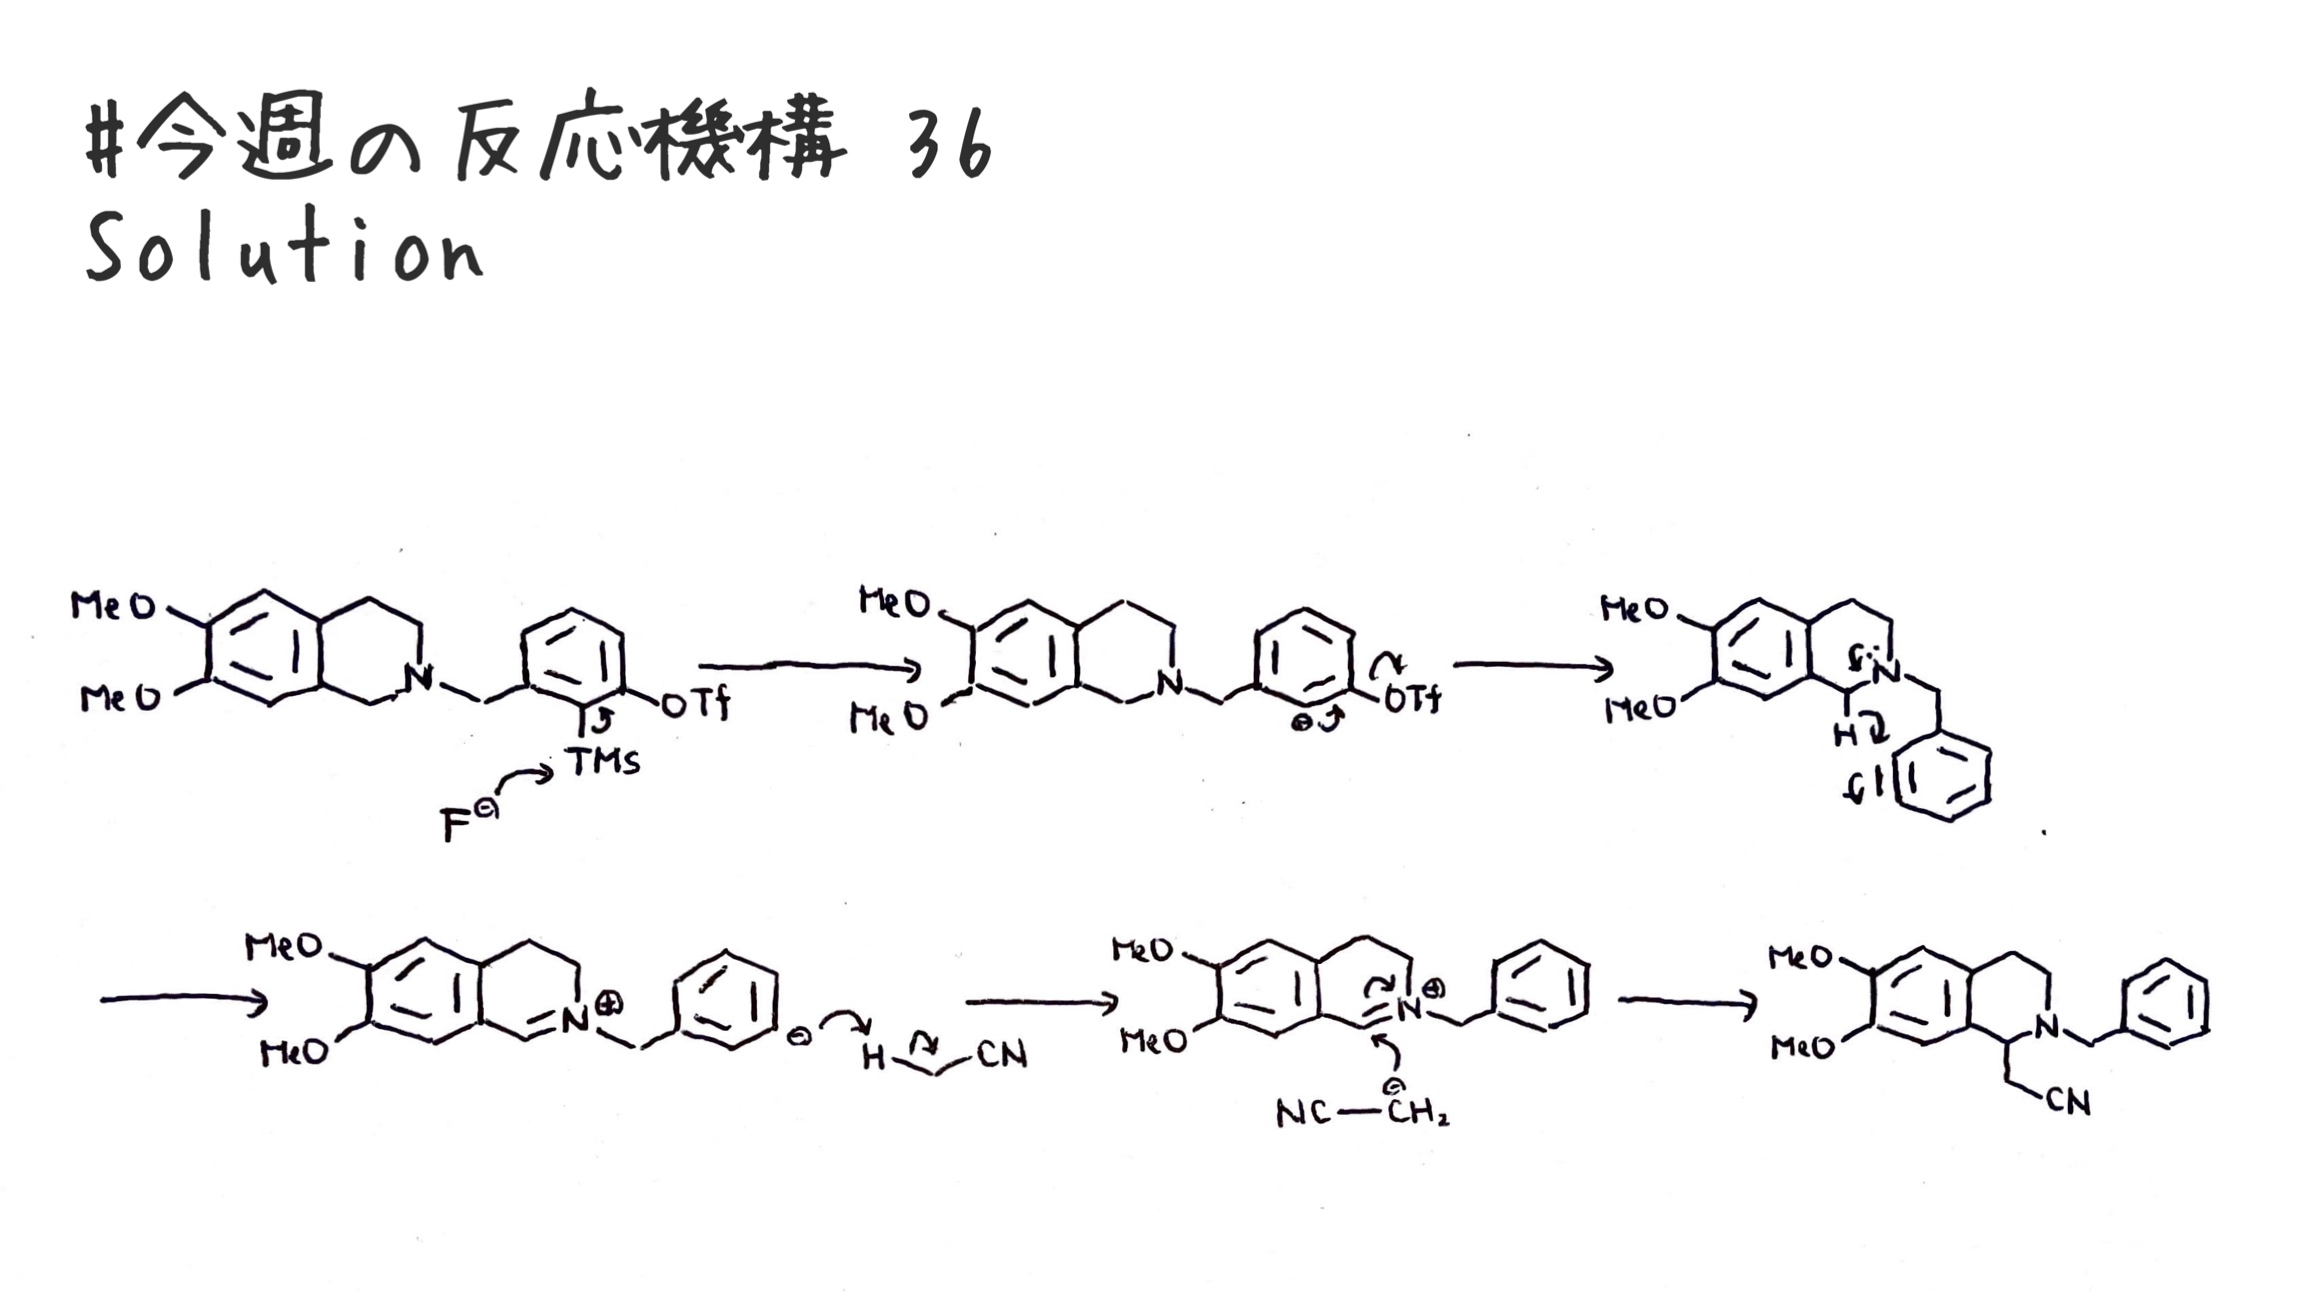 #今週の反応機構 36
Solution
MeO
MeO
N
OTf
TMS
F⊖
MeO
MeO
N
⊖
OTf
MeO
MeO
N
H
MeO
MeO
N⊕
⊖
H
CN
MeO
MeO
N⊕
NC—CH₂
⊖
MeO
MeO
N
CN